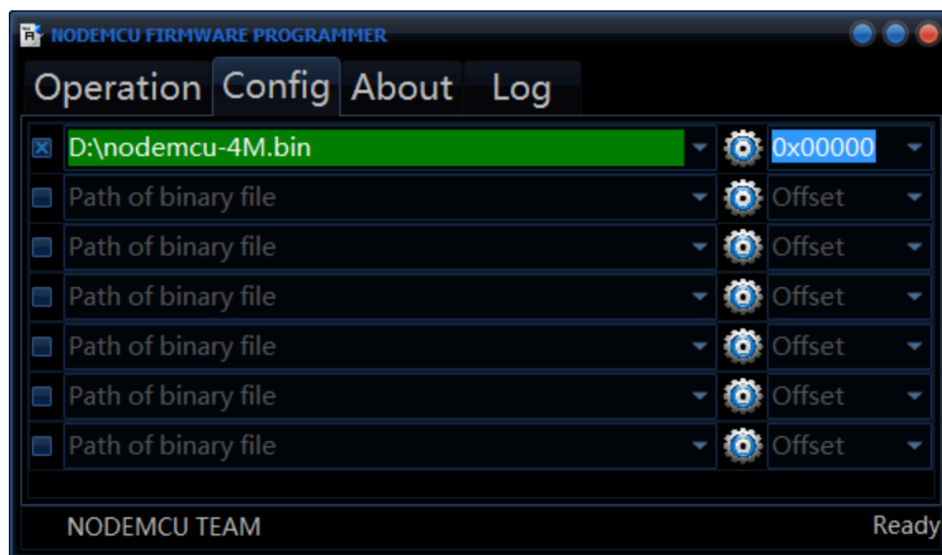 NODEMCU FIRMWARE PROGRAMMER
Operation Config About Log
D:\nodemcu-4M.bin 0x00000
Path of binary file Offset
Path of binary file Offset
Path of binary file Offset
Path of binary file Offset
Path of binary file Offset
Path of binary file Offset
NODEMCU TEAM Ready